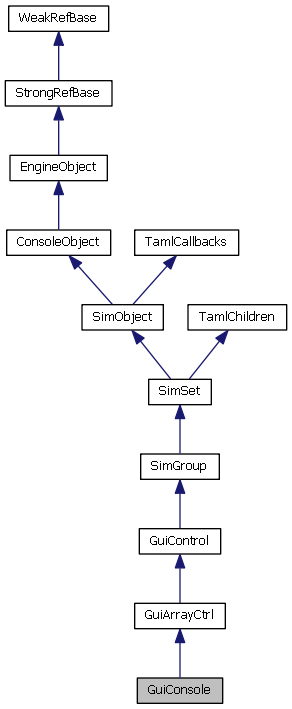 WeakRefBase
StrongRefBase
EngineObject
ConsoleObject
TamlCallbacks
SimObject
TamlChildren
SimSet
SimGroup
GuiControl
GuiArrayCtrl
GuiConsole